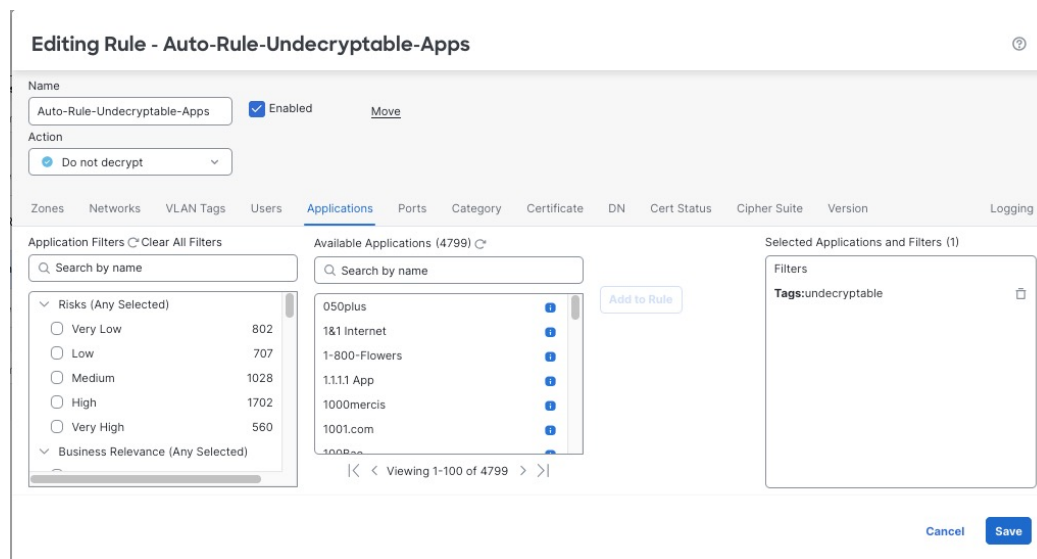 Editing Rule - Auto-Rule-Undecryptable-Apps
Name
Auto-Rule-Undecryptable-Apps
Enabled
Move
Action
Do not decrypt
Zones Networks VLAN Tags Users Applications Ports Category Certificate DN Cert Status Cipher Suite Version Logging
Application Filters Clear All Filters
Search by name
Risks (Any Selected)
Very Low 802
Low 707
Medium 1028
High 1702
Very High 560
Business Relevance (Any Selected)
Available Applications (4799)
Search by name
050plus
1&1 Internet
1-800-Flowers
1.1.1.1 App
1000mercis
1001.com
Viewing 1-100 of 4799
Add to Rule
Selected Applications and Filters (1)
Filters
Tags:undecryptable
Cancel Save